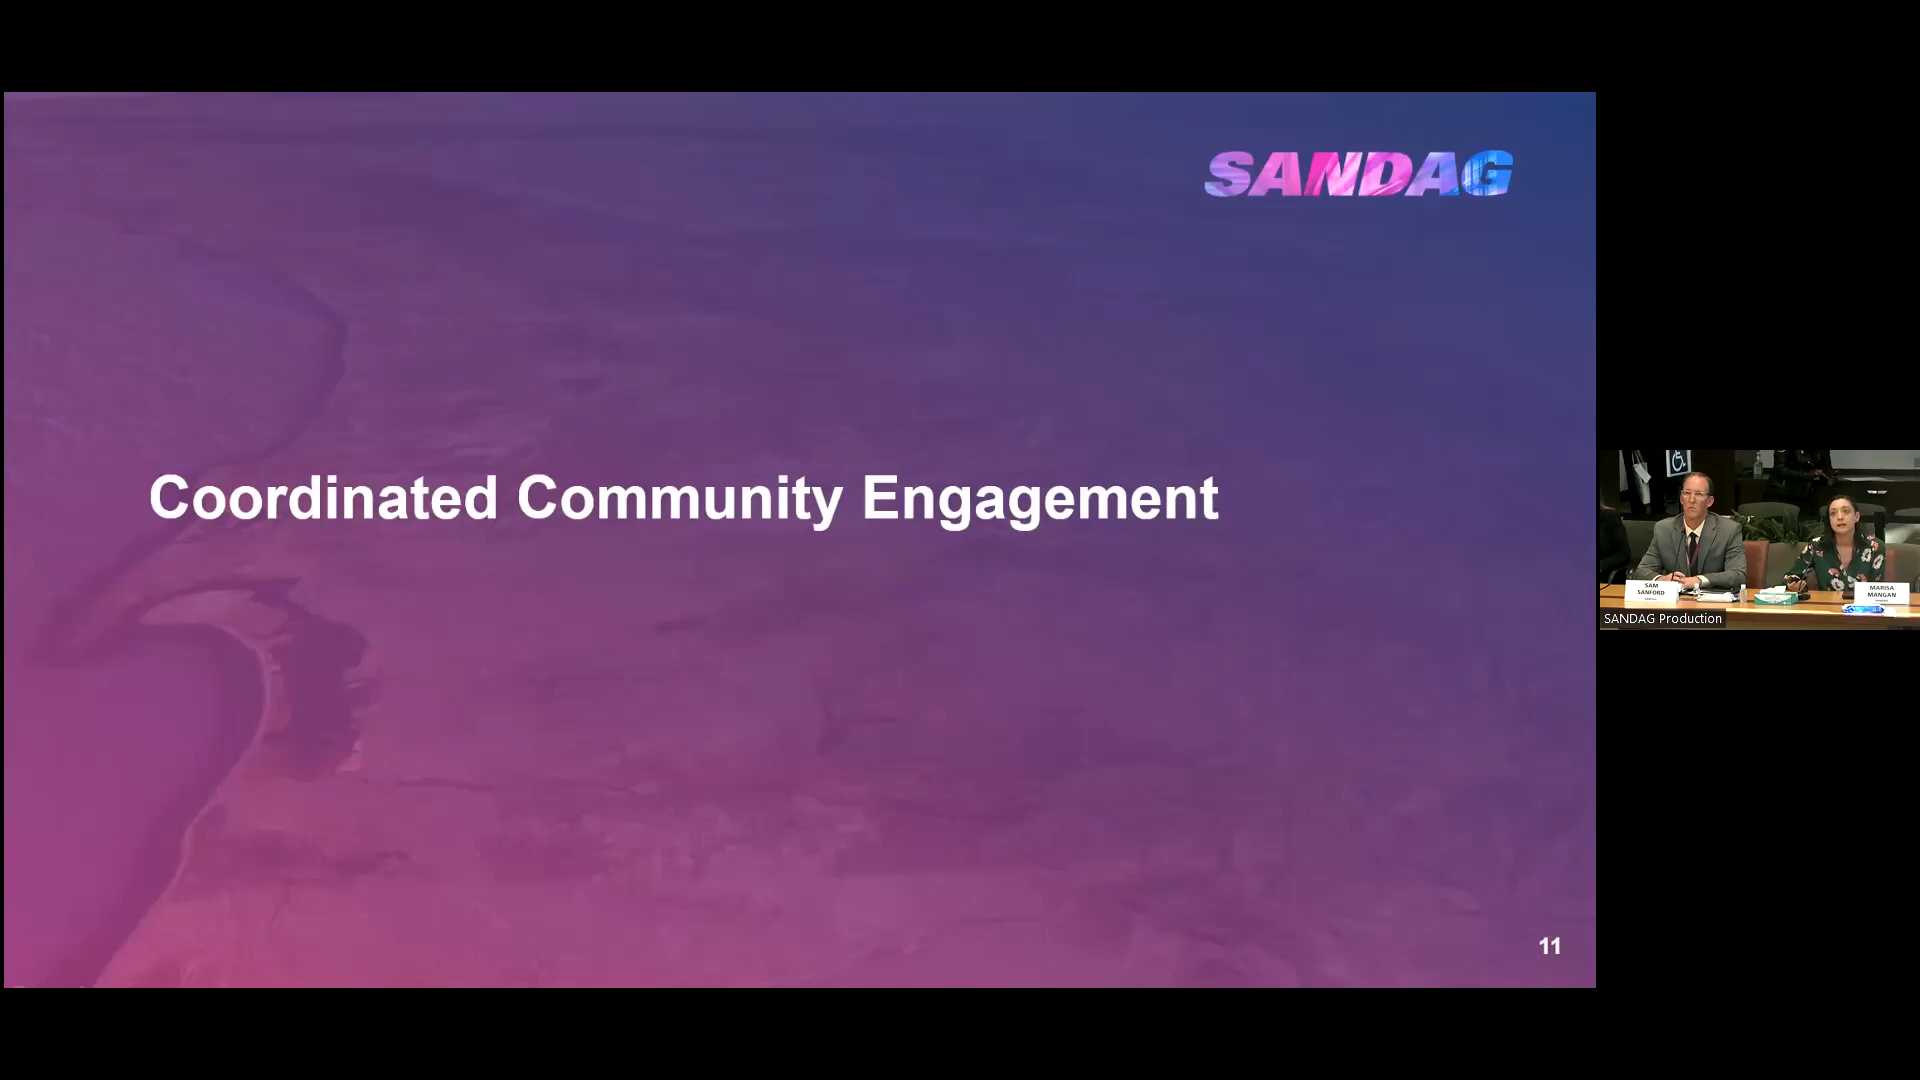 SANDAG
Coordinated Community Engagement
11
SAM
SANFORD
MARISA
MANGAN
SANDAG Production